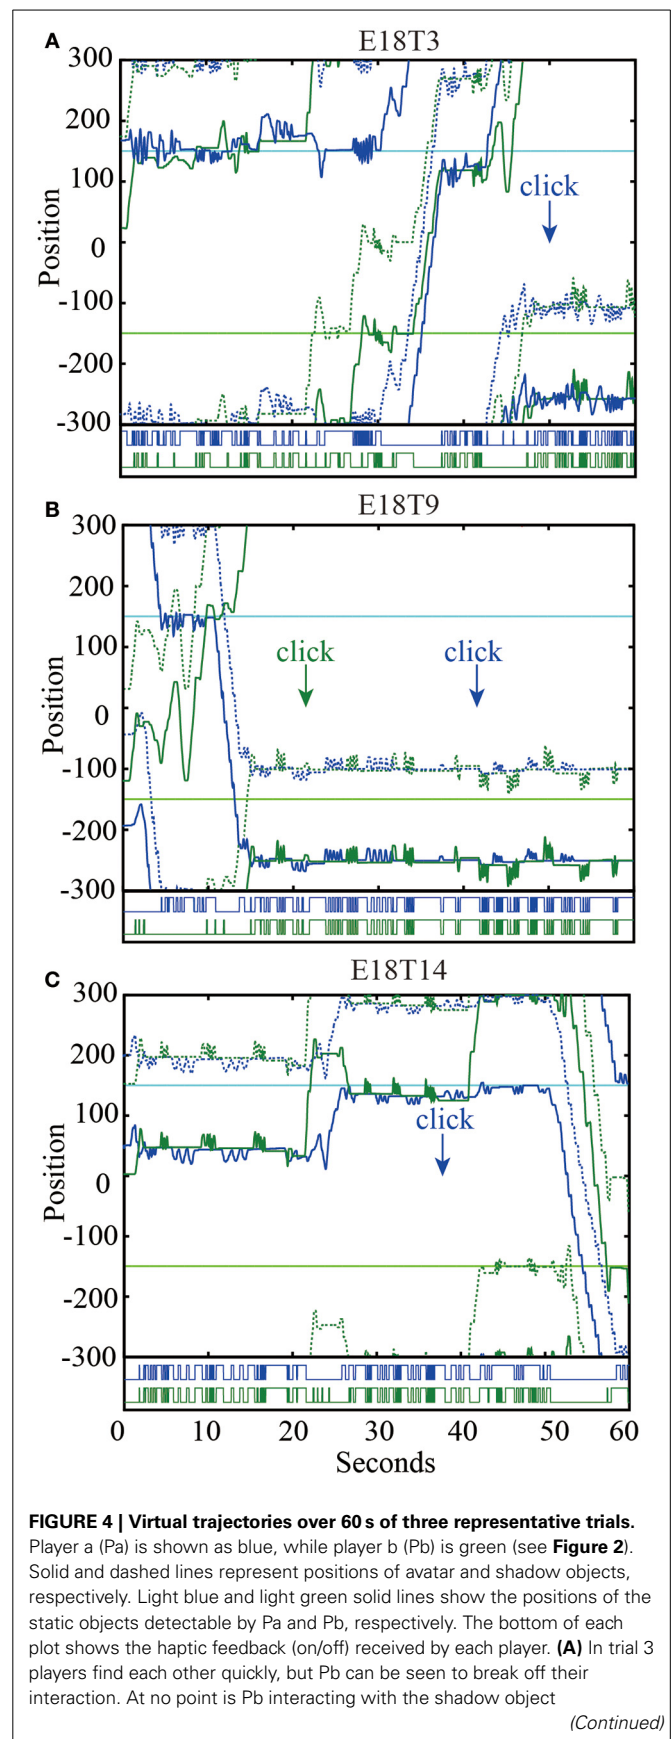 A
E18T3
300
200
100
0
-100
-200
-300
Position
click
B
E18T9
300
200
100
0
-100
-200
-300
Position
click
click
C
E18T14
300
200
100
0
-100
-200
-300
Position
click
0 10 20 30 40 50 60
Seconds
FIGURE 4 | Virtual trajectories over 60 s of three representative trials.
Player a (Pa) is shown as blue, while player b (Pb) is green (see Figure 2).
Solid and dashed lines represent positions of avatar and shadow objects,
respectively. Light blue and light green solid lines show the positions of the
static objects detectable by Pa and Pb, respectively. The bottom of each
plot shows the haptic feedback (on/off) received by each player. (A) In trial 3
players find each other quickly, but Pb can be seen to break off their
interaction. At no point is Pb interacting with the shadow object
(Continued)